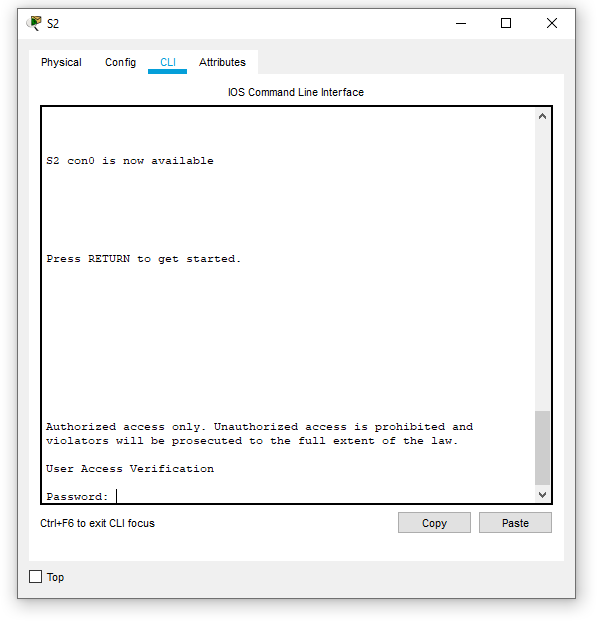 S2
Physical Config CLI Attributes
IOS Command Line Interface
S2 con0 is now available
Press RETURN to get started.
Authorized access only. Unauthorized access is prohibited and
violators will be prosecuted to the full extent of the law.
User Access Verification
Password:
Ctrl+F6 to exit CLI focus
Copy Paste
Top